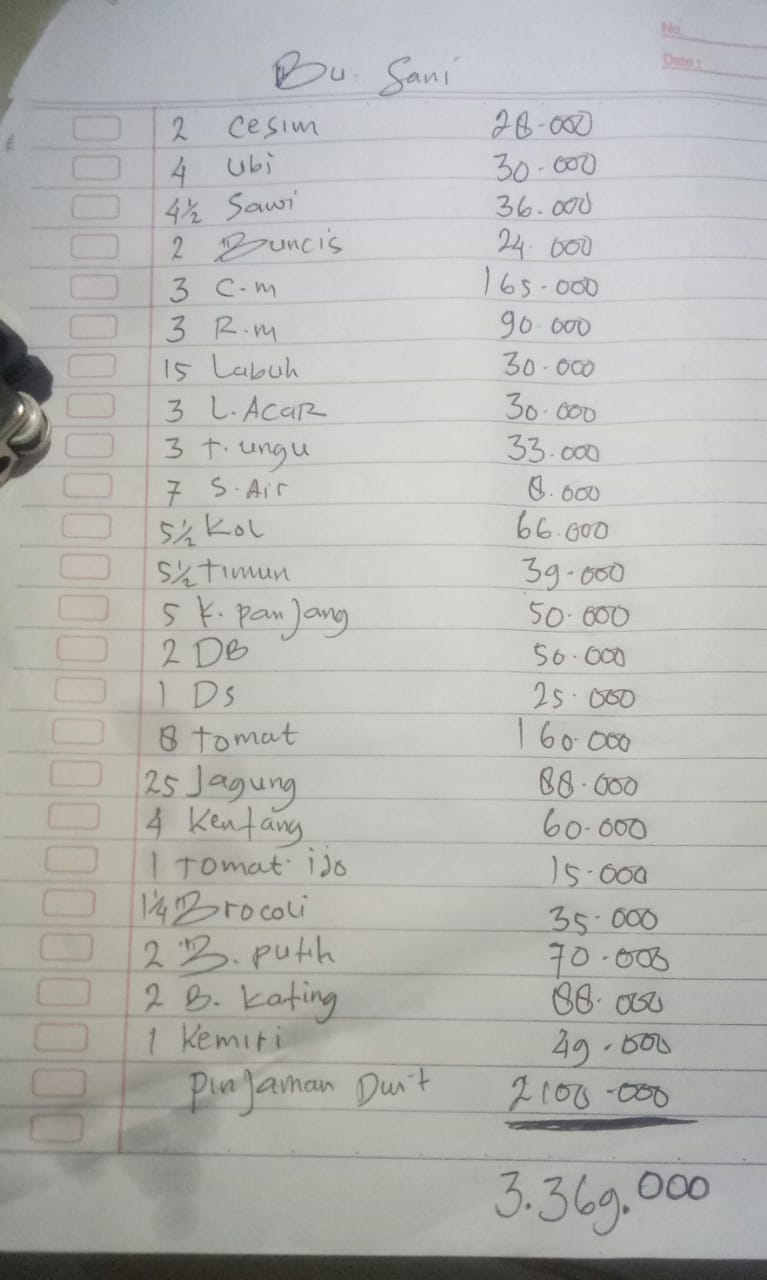 No.
Date :
Bu. Sani
2 Cesim 28.000
4 Ubi 30.000
4½ Sawi 36.000
2 Buncis 24.000
3 C.m 165.000
3 R.m 90.000
15 Labuh 30.000
3 L.Acar 30.000
3 T.ungu 33.000
7 S.Air 8.000
5½ Kol 66.000
5½ timun 39.000
5 K.panjang 50.000
2 DB 50.000
1 Ds 25.000
8 tomat 160.000
25 Jagung 88.000
4 Kentang 60.000
1 Tomat ijo 15.000
1¼ Brocoli 35.000
2 B. putih 70.000
2 B. kating 88.000
1 Kemiri 49.000
pinjaman Duit 2100.000
3.369.000